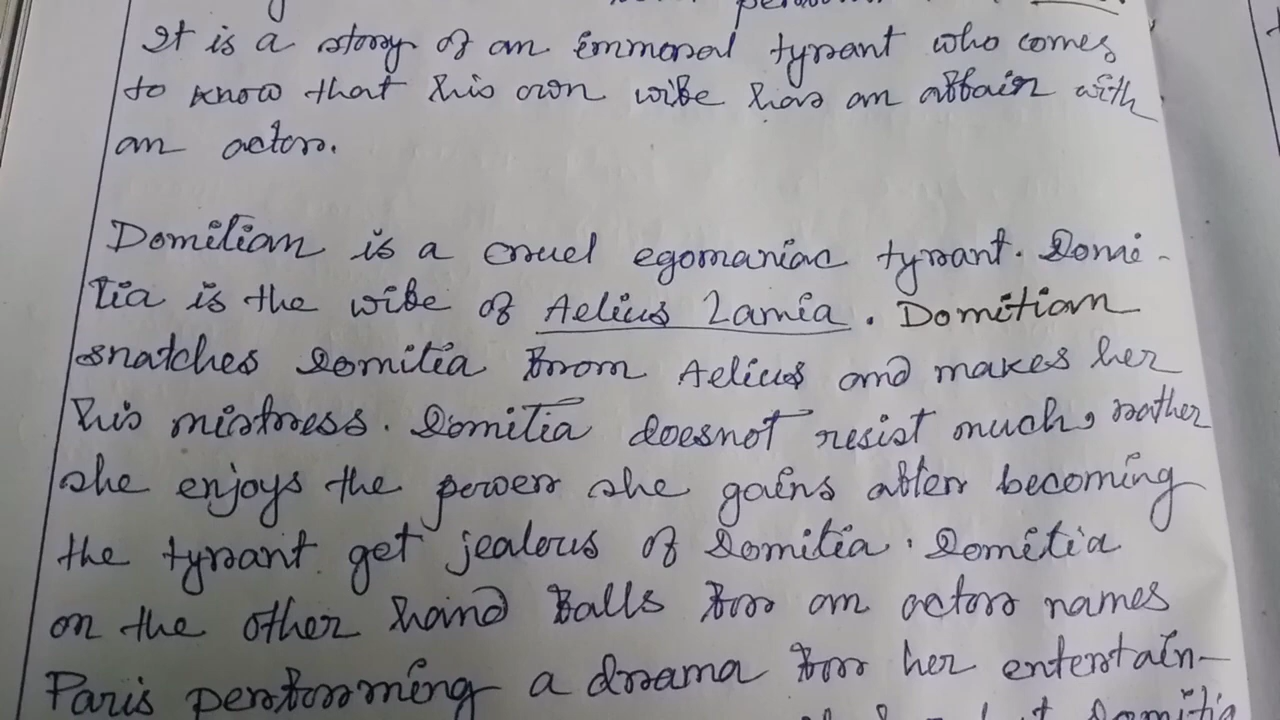 It is a story of an immoral tyrant who comes
to know that his own wife has an affair with
an actor.
Domitian is a cruel egomaniac tyrant. Domi-
tia is the wife of Aelius Lamia. Domitian
snatches Domitia from Aelius and makes her
his mistress. Domitia doesnot resist much, rather
she enjoys the power she gains after becoming
the tyrant get jealous of Domitia. Domitia
on the other hand falls for an actor names
Paris performing a drama for her entertain-
Domitia